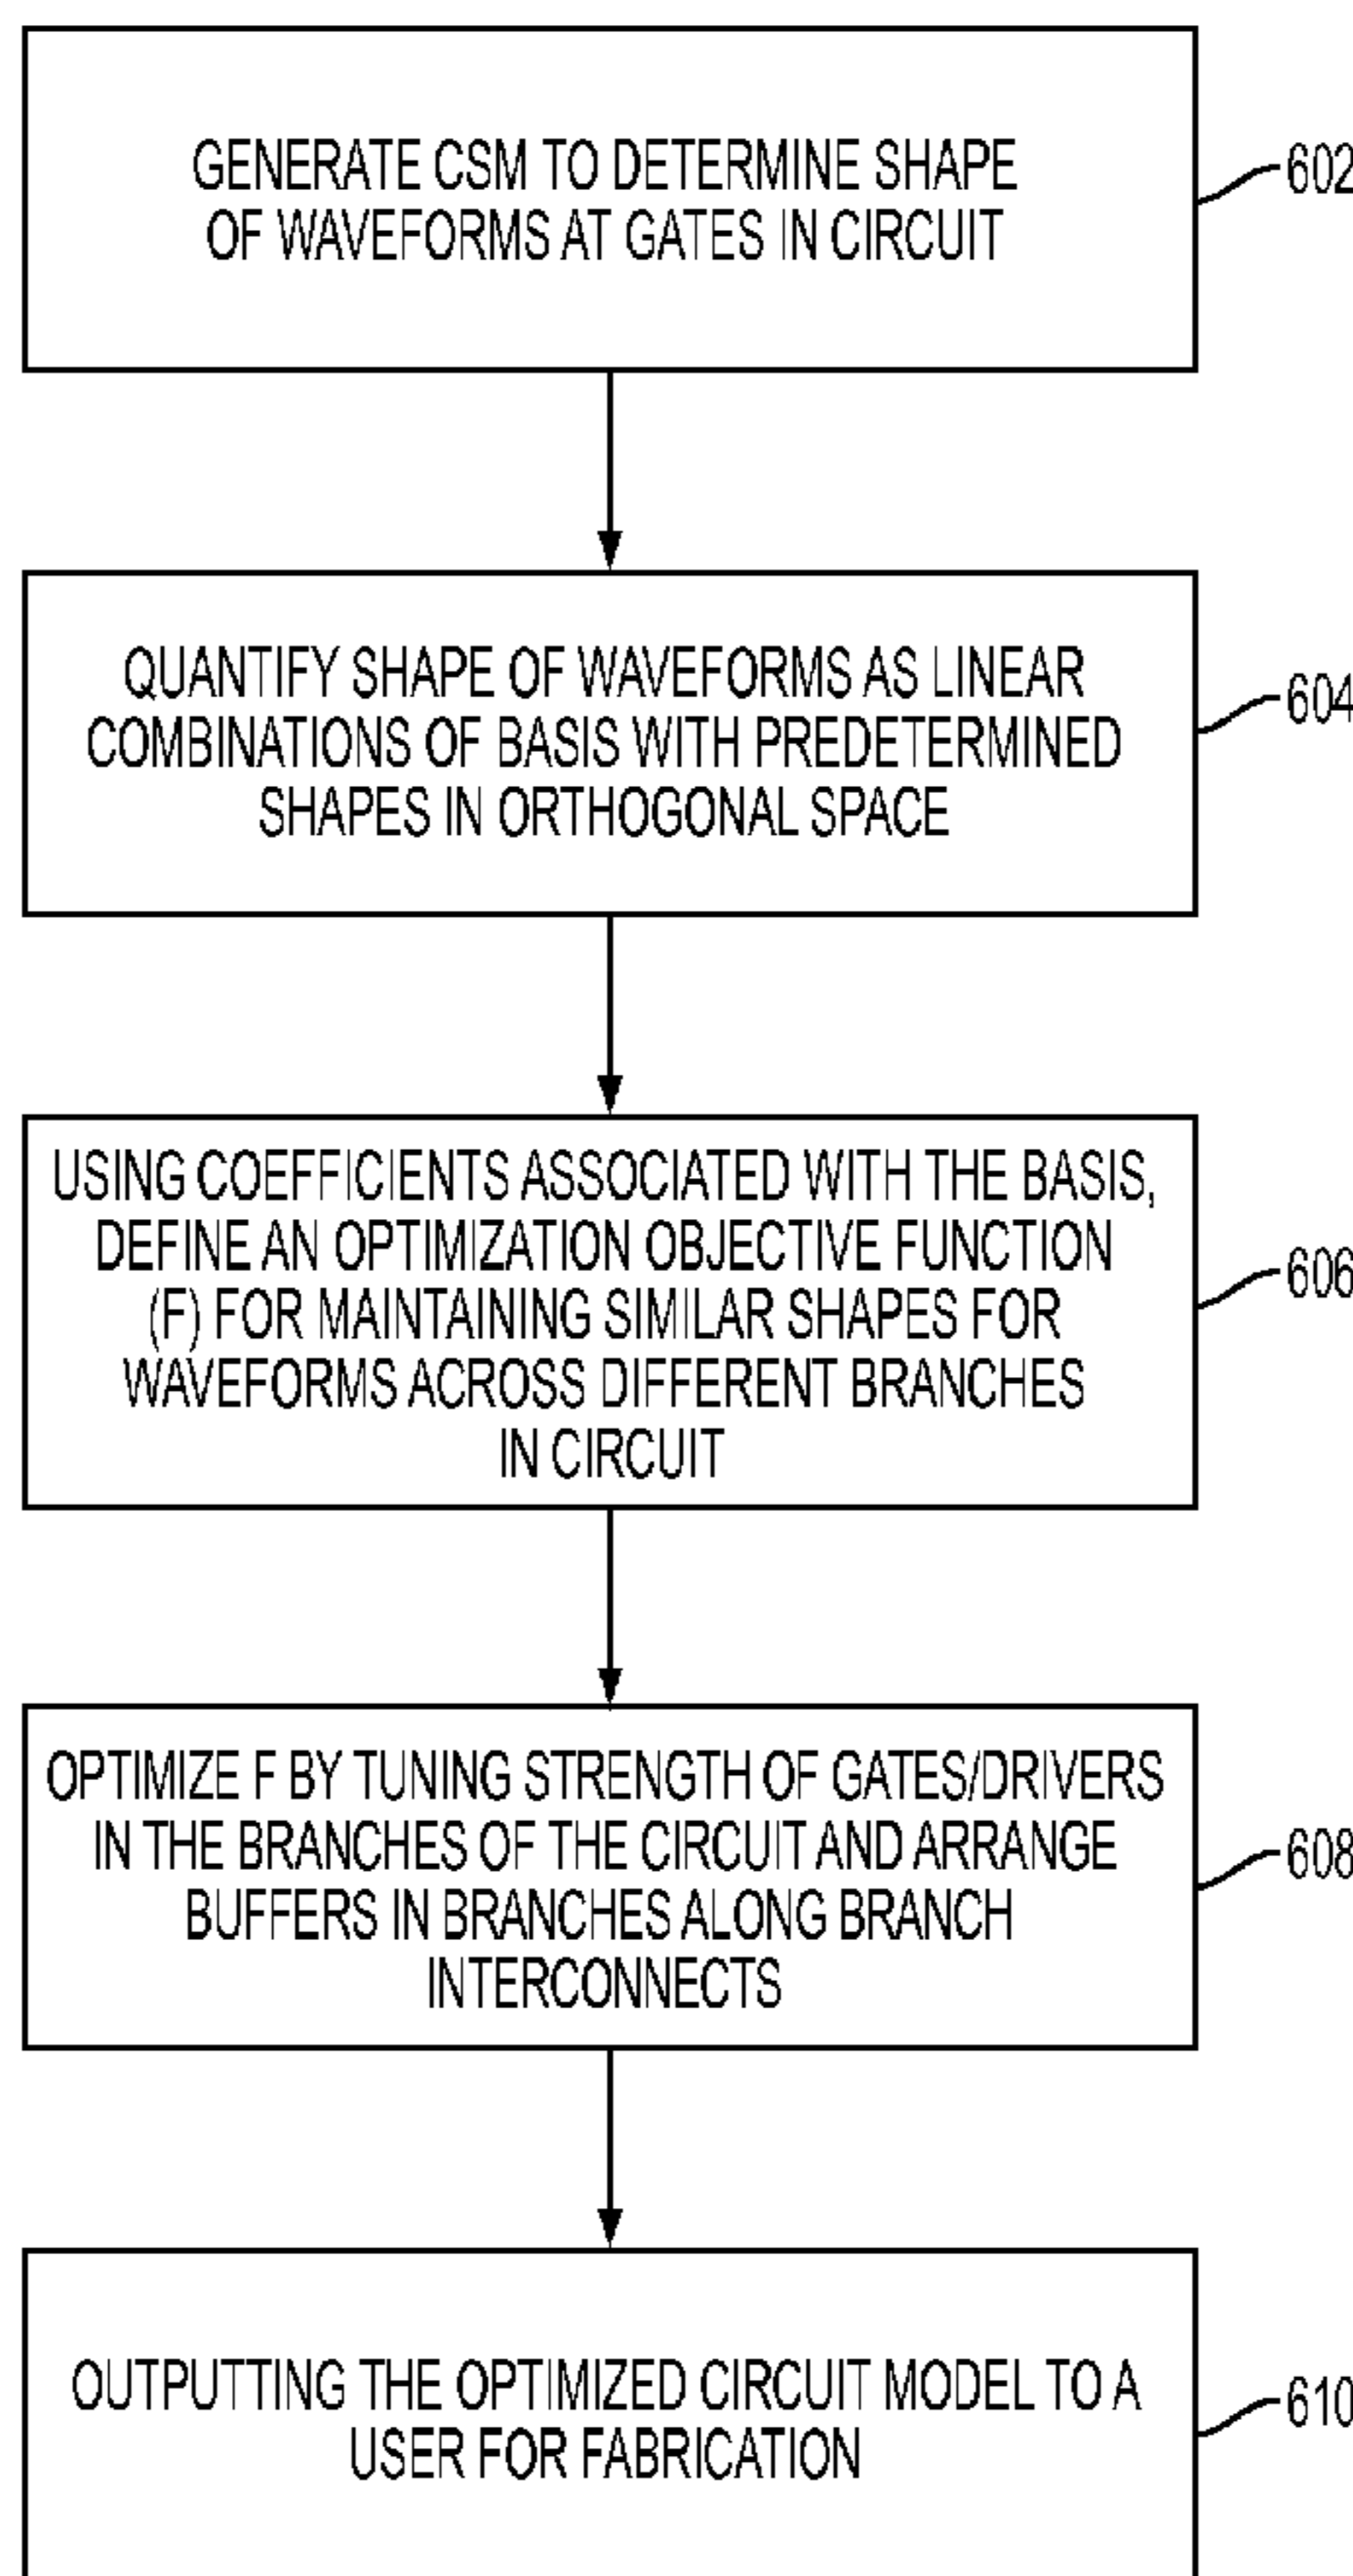 GENERATE CSM TO DETERMINE SHAPE
OF WAVEFORMS AT GATES IN CIRCUIT
602
QUANTIFY SHAPE OF WAVEFORMS AS LINEAR
COMBINATIONS OF BASIS WITH PREDETERMINED
SHAPES IN ORTHOGONAL SPACE
604
USING COEFFICIENTS ASSOCIATED WITH THE BASIS,
DEFINE AN OPTIMIZATION OBJECTIVE FUNCTION
(F) FOR MAINTAINING SIMILAR SHAPES FOR
WAVEFORMS ACROSS DIFFERENT BRANCHES
IN CIRCUIT
606
OPTIMIZE F BY TUNING STRENGTH OF GATES/DRIVERS
IN THE BRANCHES OF THE CIRCUIT AND ARRANGE
BUFFERS IN BRANCHES ALONG BRANCH
INTERCONNECTS
608
OUTPUTTING THE OPTIMIZED CIRCUIT MODEL TO A
USER FOR FABRICATION
610